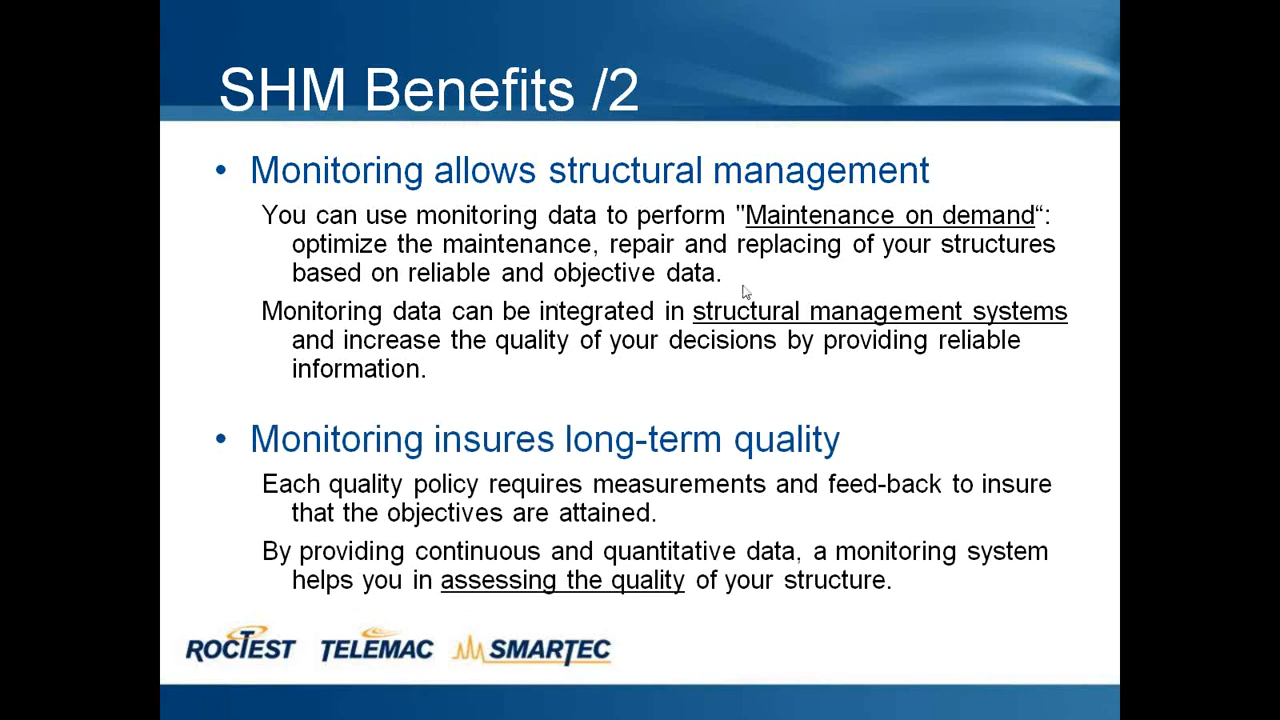 SHM Benefits /2
• Monitoring allows structural management
You can use monitoring data to perform "Maintenance on demand“:
optimize the maintenance, repair and replacing of your structures
based on reliable and objective data.
Monitoring data can be integrated in structural management systems
and increase the quality of your decisions by providing reliable
information.
• Monitoring insures long-term quality
Each quality policy requires measurements and feed-back to insure
that the objectives are attained.
By providing continuous and quantitative data, a monitoring system
helps you in assessing the quality of your structure.
ROCTEST TELEMAC SMARTEC